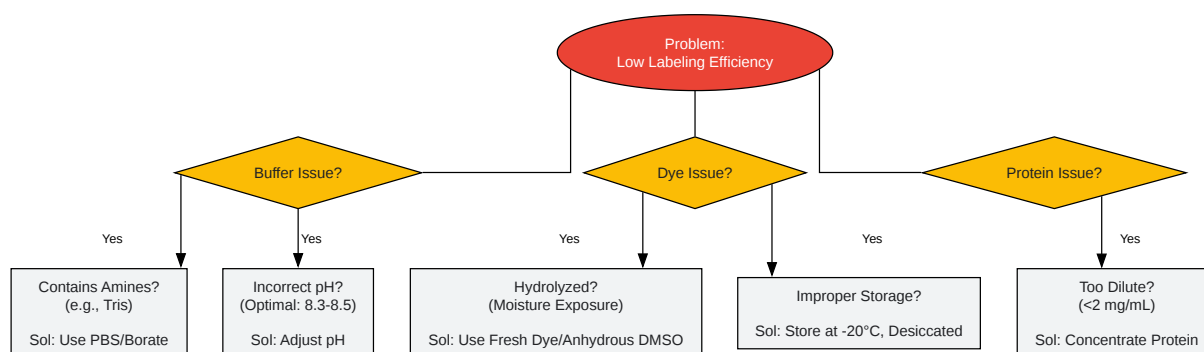 Problem:
Low Labeling Efficiency
Buffer Issue?
Dye Issue?
Protein Issue?
Yes
Yes
Yes
Yes
Yes
Contains Amines?
(e.g., Tris)
Sol: Use PBS/Borate
Incorrect pH?
(Optimal: 8.3-8.5)
Sol: Adjust pH
Hydrolyzed?
(Moisture Exposure)
Sol: Use Fresh Dye/Anhydrous DMSO
Improper Storage?
Sol: Store at -20°C, Desiccated
Too Dilute?
(<2 mg/mL)
Sol: Concentrate Protein